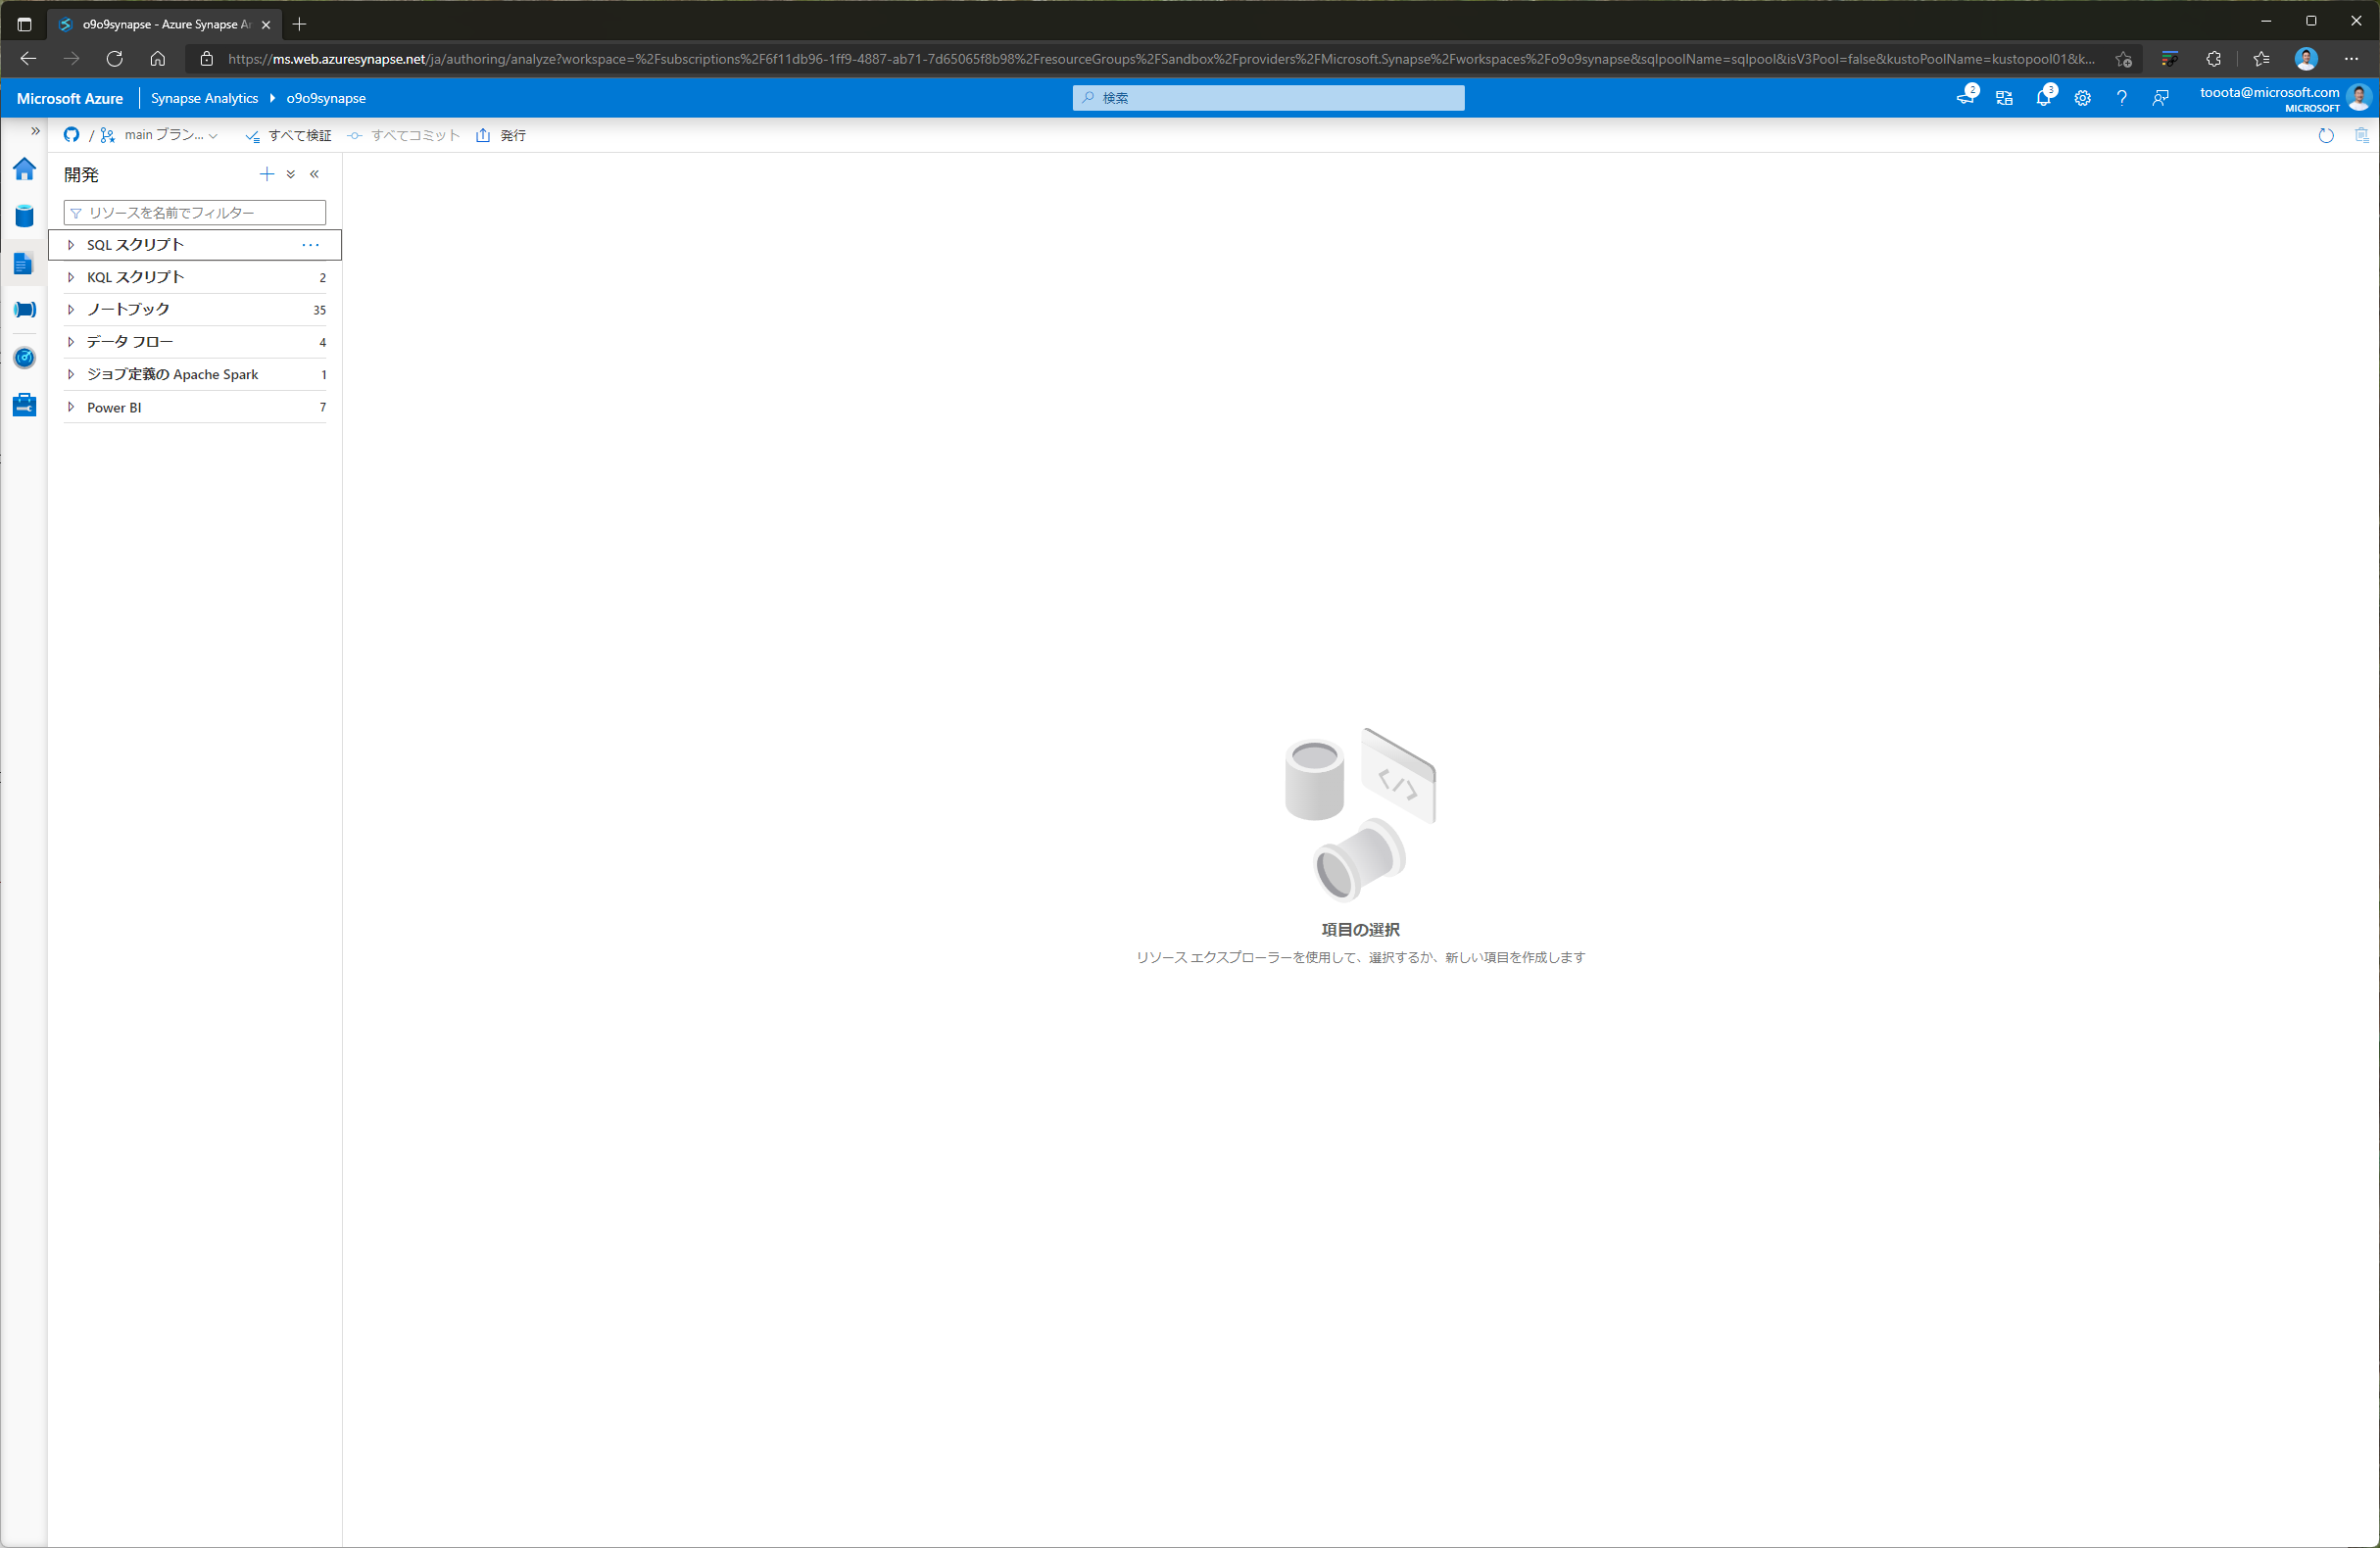 o9o9synapse - Azure Synapse A
https://ms.web.azuresynapse.net/ja/authoring/analyze?workspace=%2Fsubscriptions%2F6f11db96-1ff9-4887-ab71-7d65065f8b98%2FresourceGroups%2FSandbox%2Fproviders%2FMicrosoft.Synapse%2Fworkspaces%2Fo9o9synapse&sqlpoolName=sqlpool&isV3Pool=false&kustoPoolName=kustopool01&k...
Microsoft Azure
Synapse Analytics
o9o9synapse
検索
2
3
tooota@microsoft.com
MICROSOFT
/ main ブラン...
すべて検証
すべてコミット
発行
開発
リソースを名前でフィルター
SQL スクリプト ...
KQL スクリプト 2
ノートブック 35
データ フロー 4
ジョブ定義の Apache Spark 1
Power BI 7
項目の選択
リソース エクスプローラーを使用して、選択するか、新しい項目を作成します